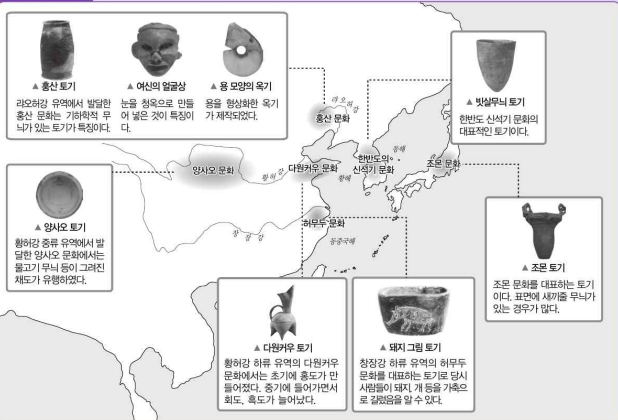 ▲ 홍산 토기
랴오허강 유역에서 발달한
홍산 문화는 기하학적 무
늬가 있는 토기가 특징이다.
▲ 여신의 얼굴상
눈을 청옥으로 만들
어 넣은 것이 특징이
다.
▲ 용 모양의 옥기
용을 형상화한 옥기
가 제작되었다.
▲ 빗살무늬 토기
한반도 신석기 문화의
대표적인 토기이다.
랴오허강
홍산 문화
양사오 문화
황허강
다원커우 문화
한반도의
신석기 문화
동해
황해
조몬 문화
▲ 양사오 토기
황허강 중류 유역에서 발
달한 양사오 문화에서는
물고기 무늬 등이 그려진
채도가 유행하였다.
창장강
허무두 문화
동중국해
▲ 조몬 토기
조몬 문화를 대표하는 토기
이다. 표면에 새끼줄 무늬가
있는 경우가 많다.
▲ 다원커우 토기
황허강 하류 유역의 다원커우
문화에서는 초기에 홍도가 만
들어졌다. 중기에 들어가면서
회도, 흑도가 늘어났다.
▲ 돼지 그림 토기
창장강 하류 유역의 허무두
문화를 대표하는 토기로 당시
사람들이 돼지, 개 등을 가축으
로 길렀음을 알 수 있다.